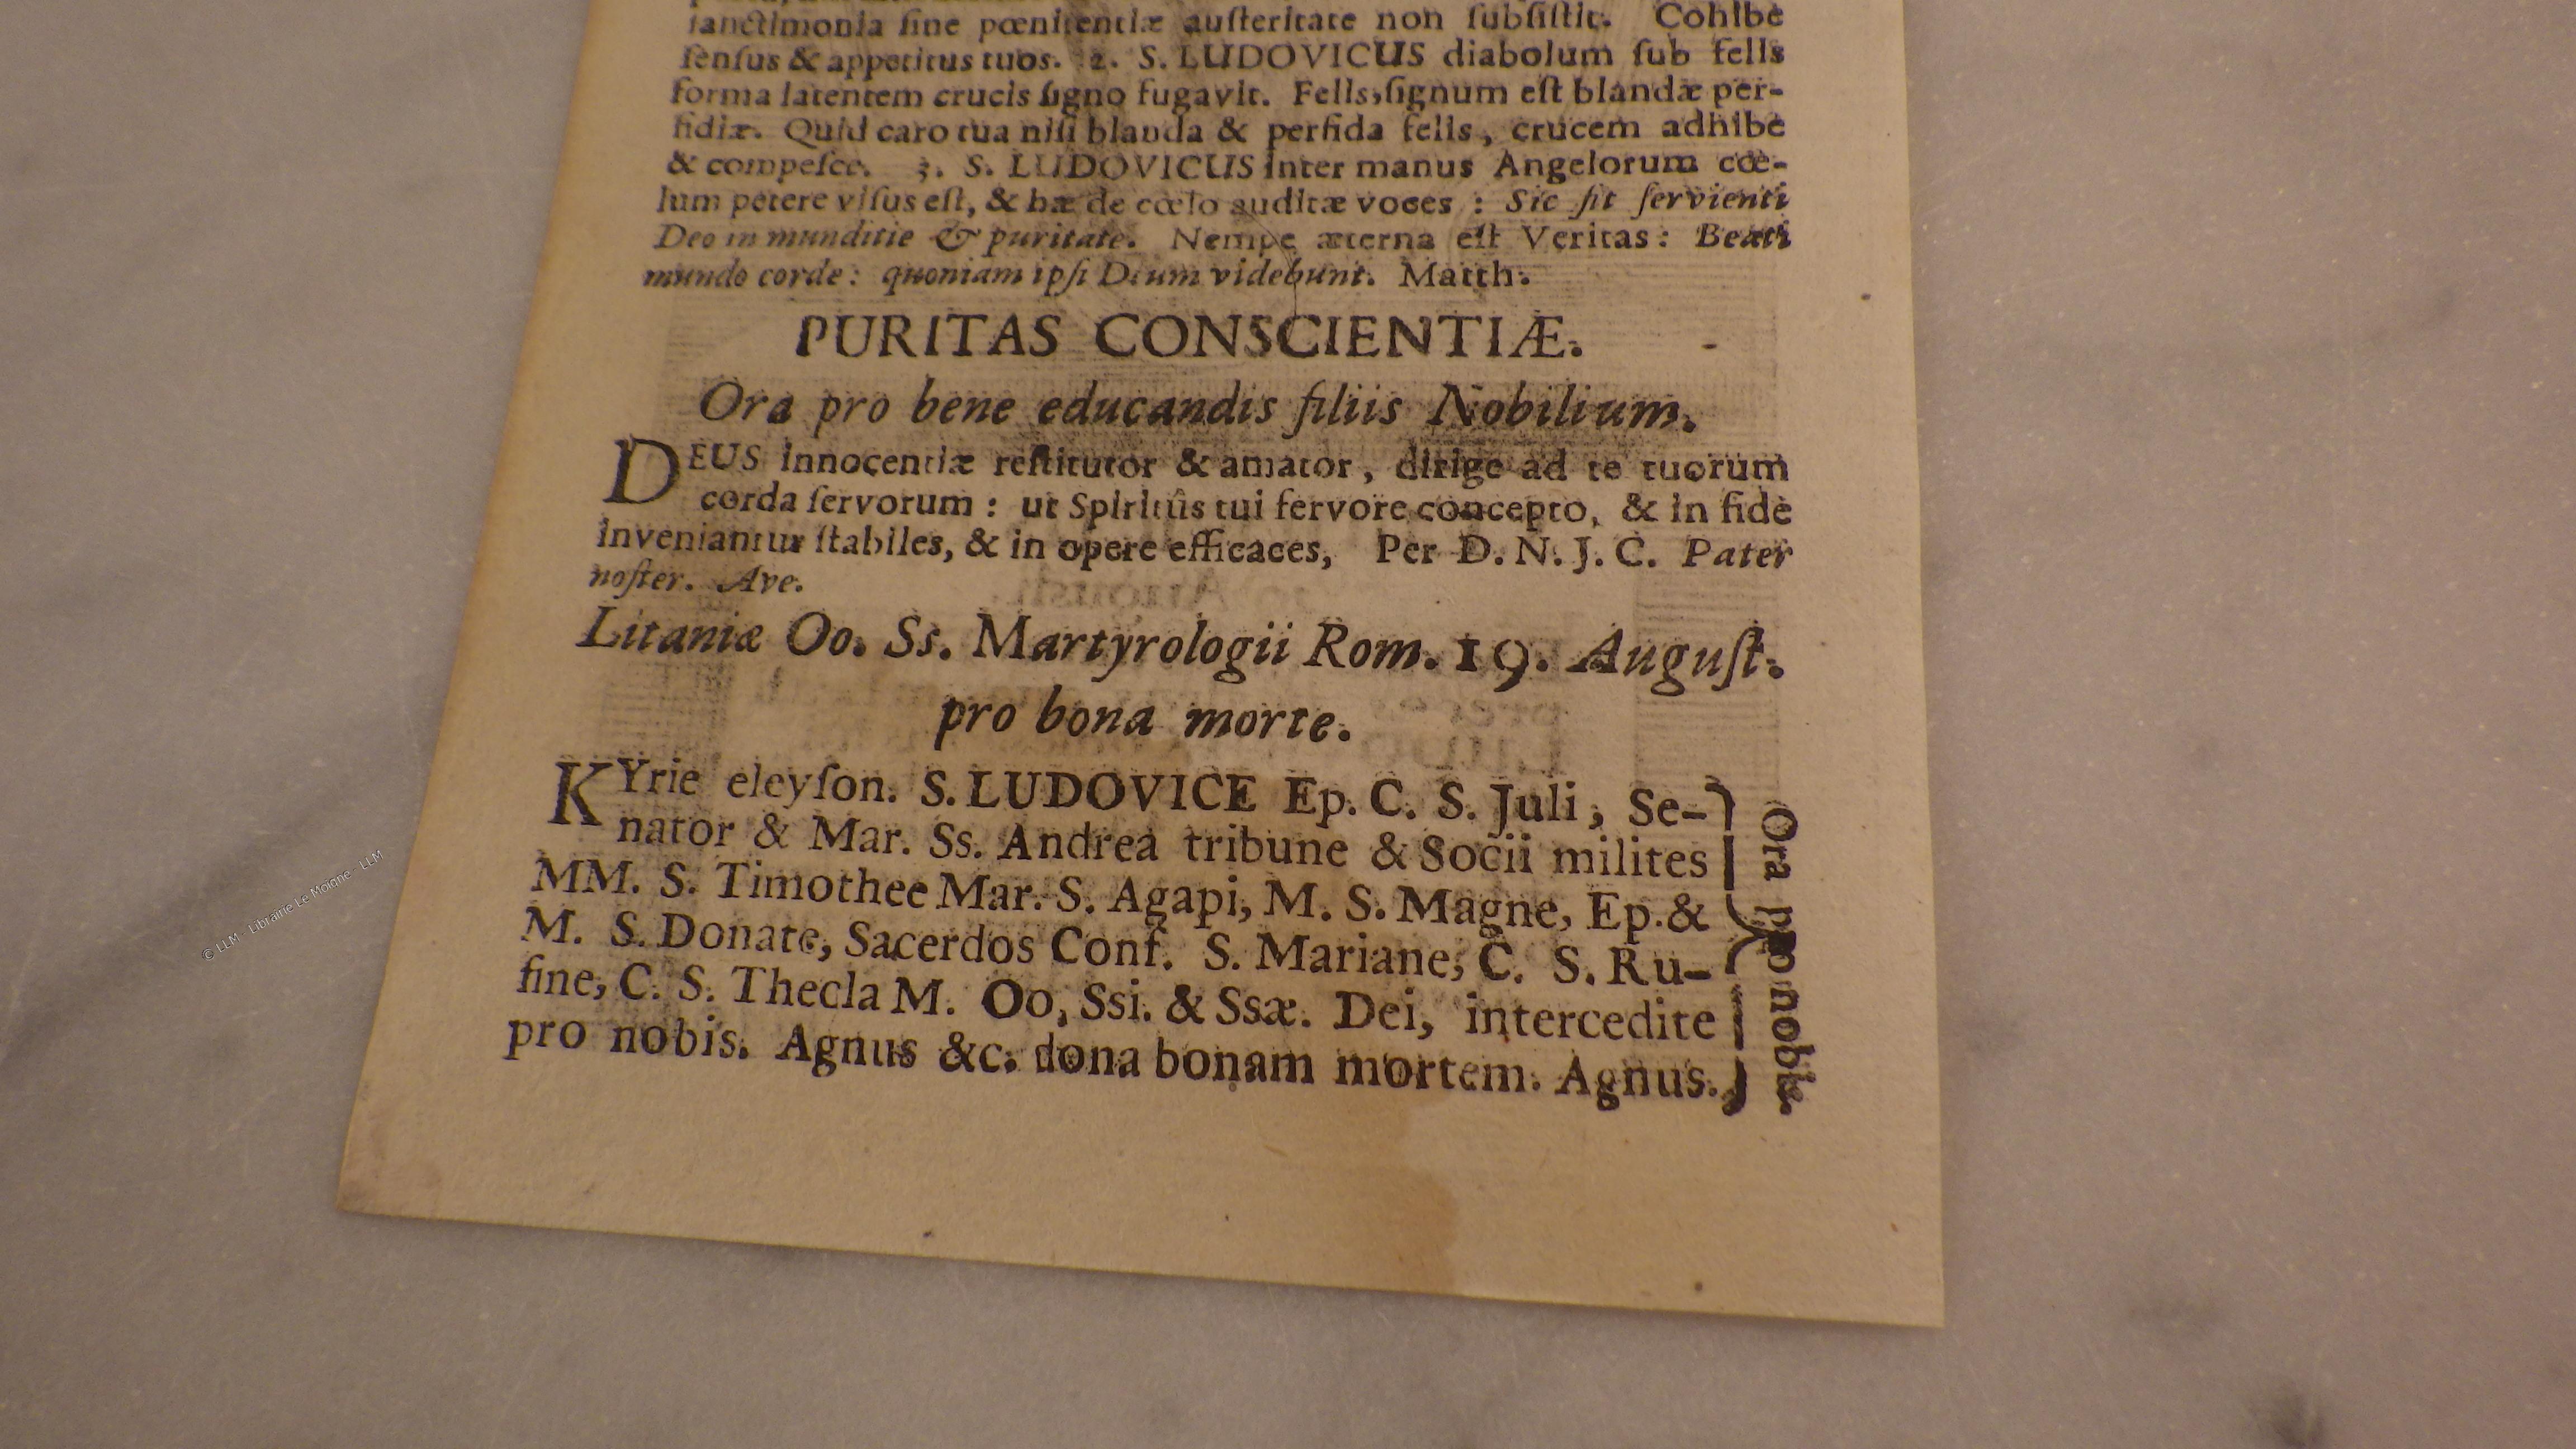 sanctimonia ſine pœnitentiæ auſteritate non ſubſiſtit. Cohibe
ſenſus & appetitus tuos. 2. S. LUDOVICUS diabolum ſub felis
forma latentem crucis ſigno fugavit. Felis, ſignum eſt blandæ per-
fidiæ. Quid caro tua niſi blanda & perfida felis, crucem adhibe
& compeſce. 3. S. LUDOVICUS inter manus Angelorum cœ-
lum petere viſus eſt, & hæ de cœlo auditæ voces : Sic ſit ſervienti
Deo in munditie & puritate. Nempe æterna eſt Veritas : Beati
mundo corde : quoniam ipſi Deum videbunt. Matth.
PURITAS CONSCIENTIÆ.
Ora pro bene educandis filiis Nobilium.
DEUS innocentiæ reſtitutor & amator, dirige ad te tuorum
corda ſervorum : ut Spiritûs tui fervore concepto, & in fide
inveniantur ſtabiles, & in opere efficaces, Per D. N. J. C. Pater
noſter. Ave.
Litaniæ Oo. Ss. Martyrologii Rom. 19. Auguſt.
pro bona morte.
KYrie eleyſon. S. LUDOVICE Ep. C. S. Juli, Se-
nator & Mar. Ss. Andrea tribune & Socii milites
MM. S. Timothee Mar. S. Agapi, M. S. Magne, Ep. &
M. S. Donate, Sacerdos Conf. S. Mariane, C. S. Ru-
fine, C. S. Thecla M. Oo, Ssi. & Ssæ. Dei, intercedite
pro nobis. Agnus &c. dona bonam mortem. Agnus.
Ora pro nobis.
© LLM - Librairie Le Moigne - LLM